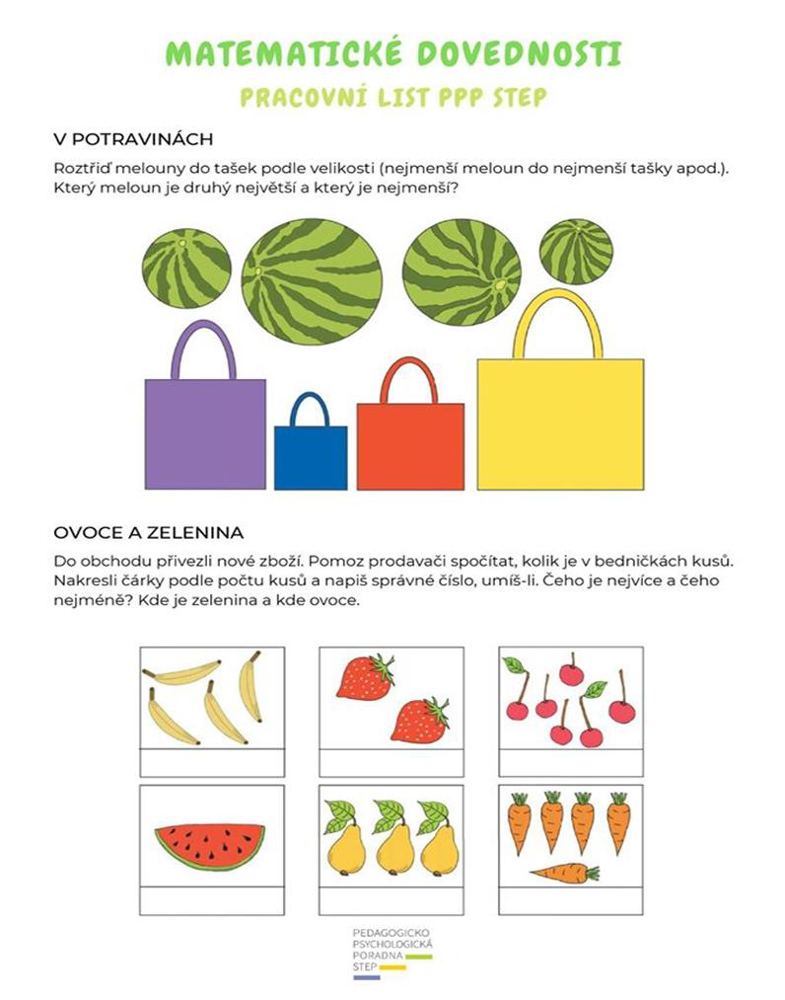 MATEMATICKÉ DOVEDNOSTI
PRACOVNÍ LIST PPP STEP
V POTRAVINÁCH
Roztřiď melouny do tašek podle velikosti (nejmenší meloun do nejmenší tašky apod.).
Který meloun je druhý největší a který je nejmenší?
OVOCE A ZELENINA
Do obchodu přivezli nové zboží. Pomoz prodavači spočítat, kolik je v bedničkách kusů.
Nakresli čárky podle počtu kusů a napiš správné číslo, umíš-li. Čeho je nejvíce a čeho
nejméně? Kde je zelenina a kde ovoce.
PEDAGOGICKO
PSYCHOLOGICKÁ
PORADNA
STEP